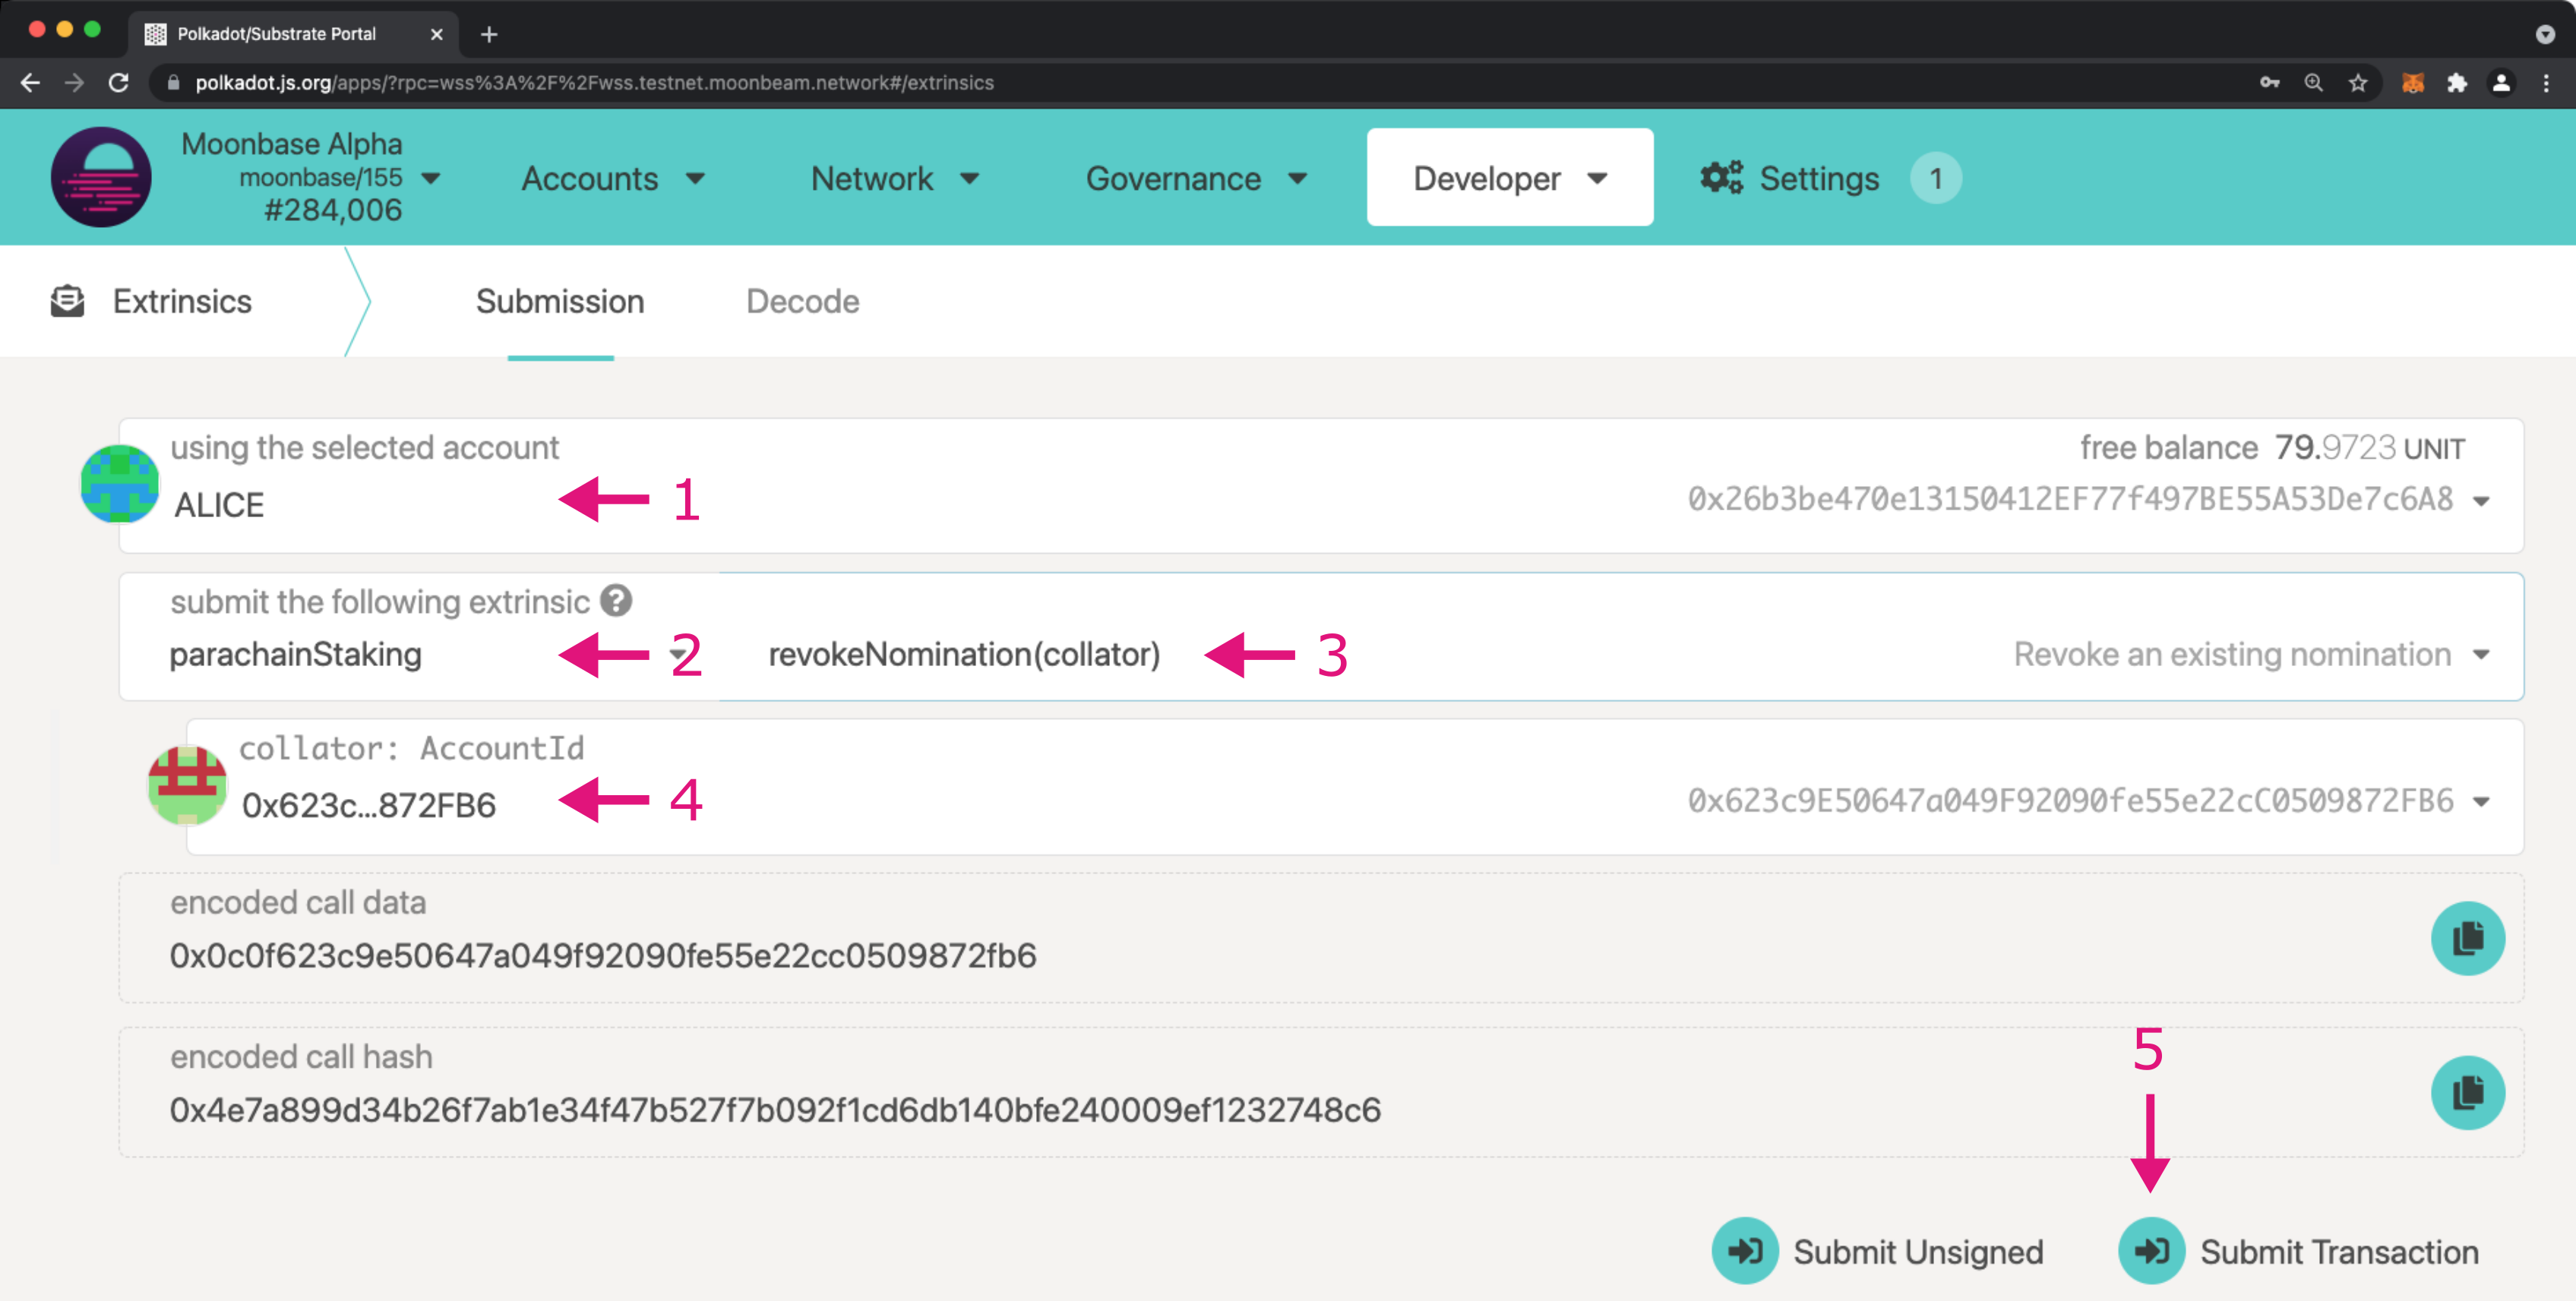 Polkadot/Substrate Portal
polkadot.js.org/apps/?rpc=wss%3A%2F%2Fwss.testnet.moonbeam.network#/extrinsics
Moonbase Alpha
moonbase/155
#284,006
Accounts
Network
Governance
Developer
Settings
1
Extrinsics
Submission
Decode
using the selected account
free balance 79.9723 UNIT
ALICE
1
0x26b3be470e13150412EF77f497BE55A53De7c6A8
submit the following extrinsic ?
parachainStaking
2
revokeNomination(collator)
3
Revoke an existing nomination
collator: AccountId
0x623c...872FB6
4
0x623c9E50647a049F92090fe55e22cC0509872FB6
encoded call data
0x0c0f623c9e50647a049f92090fe55e22cc0509872fb6
encoded call hash
0x4e7a899d34b26f7ab1e34f47b527f7b092f1cd6db140bfe240009ef1232748c6
5
Submit Unsigned
Submit Transaction